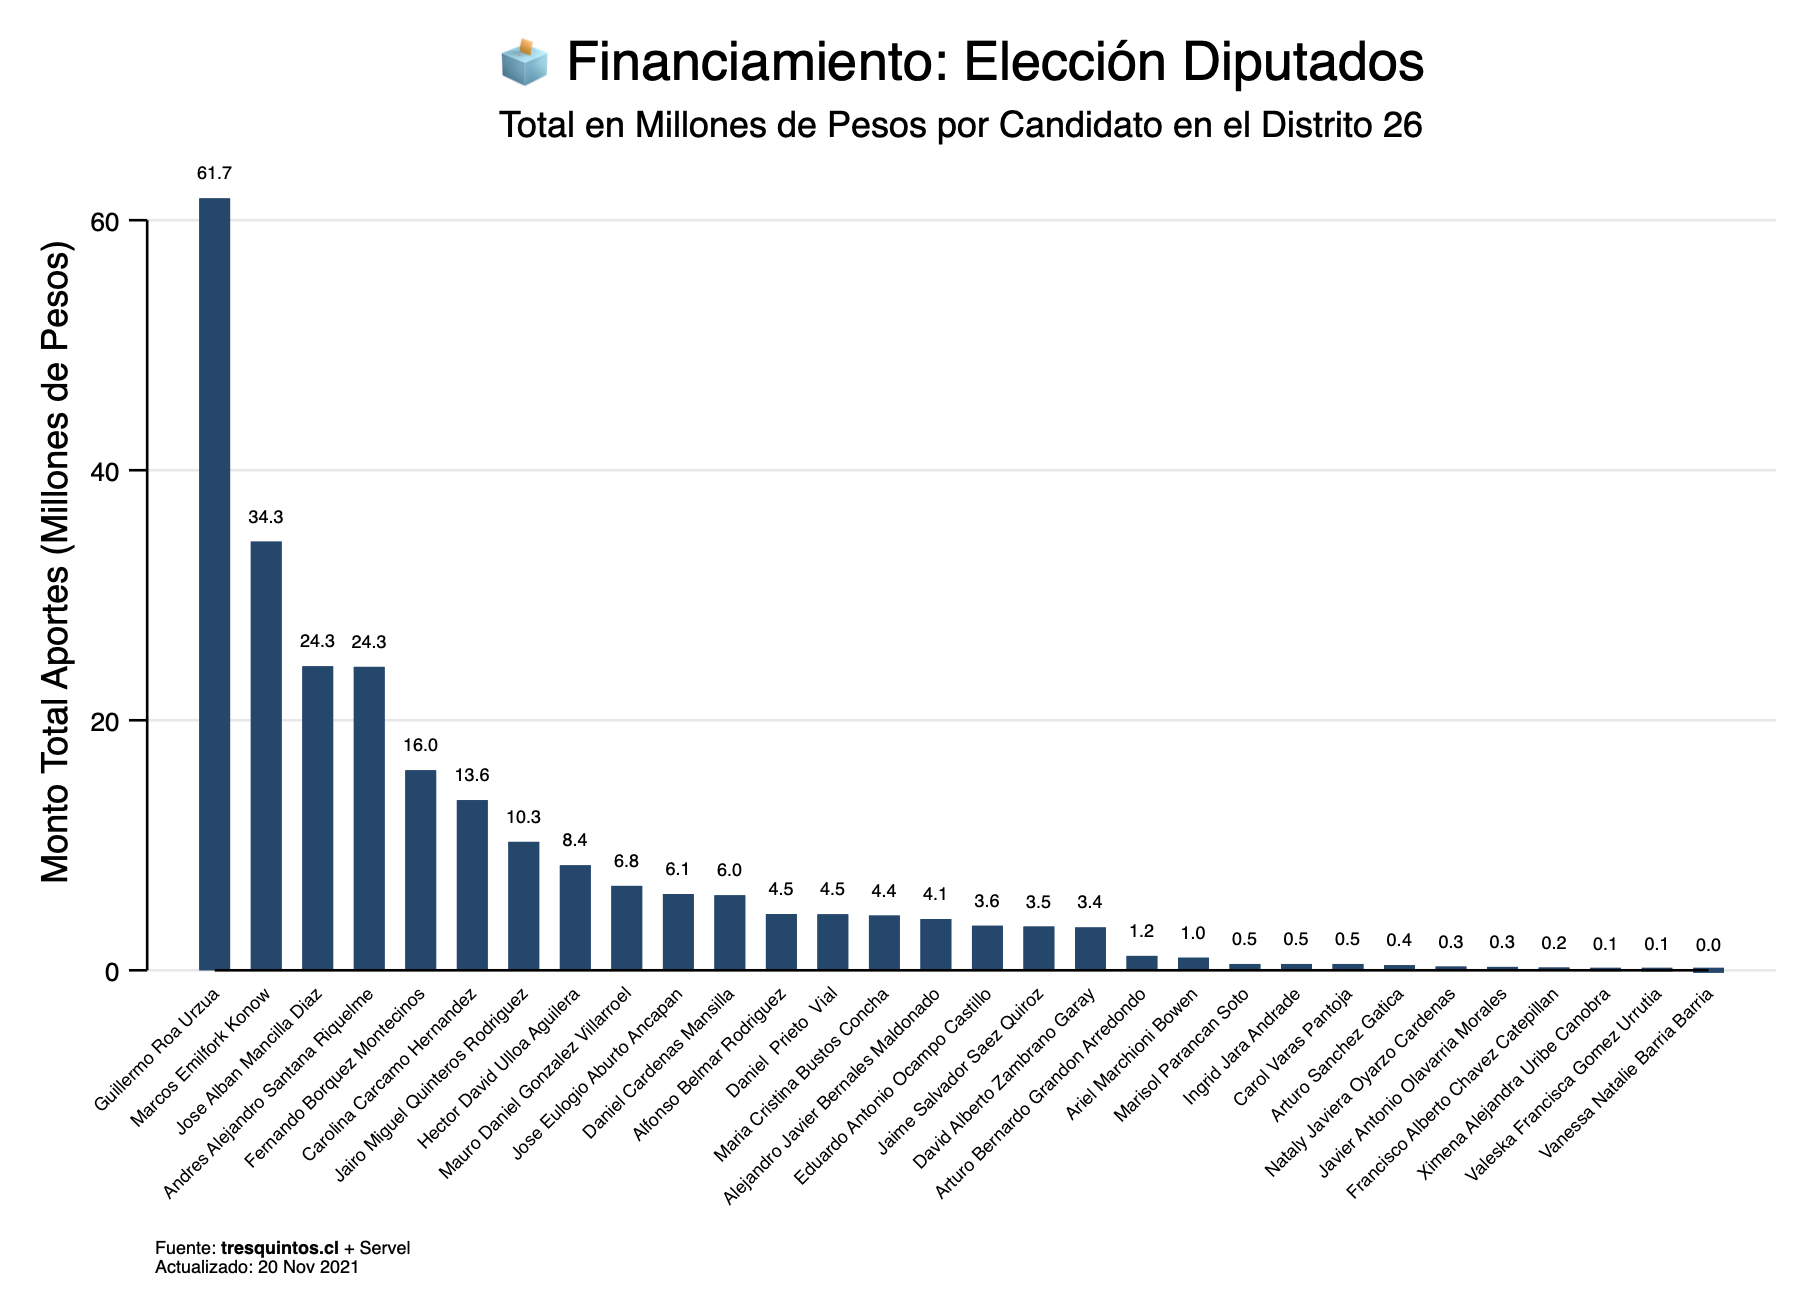 Financiamiento: Elección Diputados
Total en Millones de Pesos por Candidato en el Distrito 26
Monto Total Aportes (Millones de Pesos)
60
40
20
0
61.7
34.3
24.3
24.3
16.0
13.6
10.3
8.4
6.8
6.1
6.0
4.5
4.5
4.4
4.1
3.6
3.5
3.4
1.2
1.0
0.5
0.5
0.5
0.4
0.3
0.3
0.2
0.1
0.1
0.0
Guillermo Roa Urzua
Marcos Emilfork Konow
Jose Alban Mancilla Diaz
Andres Alejandro Santana Riquelme
Fernando Borquez Montecinos
Carolina Carcamo Hernandez
Jairo Miguel Quinteros Rodriguez
Hector David Ulloa Aguilera
Mauro Daniel Gonzalez Villarroel
Jose Eulogio Aburto Ancapan
Daniel Cardenas Mansilla
Alfonso Belmar Rodriguez
Daniel  Prieto  Vial
Maria Cristina Bustos Concha
Alejandro Javier Bernales Maldonado
Eduardo Antonio Ocampo Castillo
Jaime Salvador Saez Quiroz
David Alberto Zambrano Garay
Arturo Bernardo Grandon Arredondo
Ariel Marchioni Bowen
Marisol Parancan Soto
Ingrid Jara Andrade
Carol Varas Pantoja
Arturo Sanchez Gatica
Nataly Javiera Oyarzo Cardenas
Javier Antonio Olavarria Morales
Francisco Alberto Chavez Catepillan
Ximena Alejandra Uribe Canobra
Valeska Francisca Gomez Urrutia
Vanessa Natalie Barria Barria
Fuente: tresquintos.cl + Servel
Actualizado: 20 Nov 2021